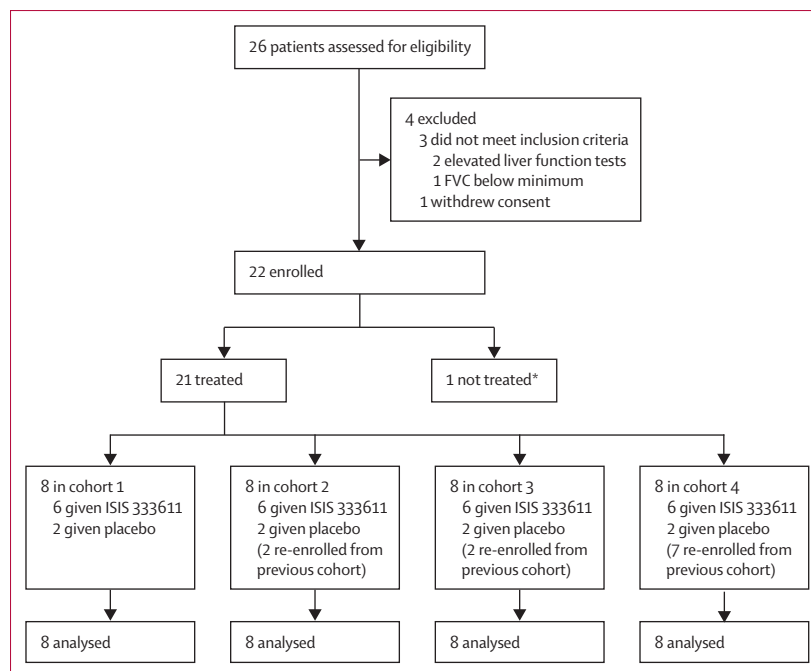 26 patients assessed for eligibility
4 excluded
3 did not meet inclusion criteria
2 elevated liver function tests
1 FVC below minimum
1 withdrew consent
22 enrolled
21 treated
1 not treated*
8 in cohort 1
6 given ISIS 333611
2 given placebo
8 in cohort 2
6 given ISIS 333611
2 given placebo
(2 re-enrolled from
previous cohort)
8 in cohort 3
6 given ISIS 333611
2 given placebo
(2 re-enrolled from
previous cohort)
8 in cohort 4
6 given ISIS 333611
2 given placebo
(7 re-enrolled from
previous cohort)
8 analysed
8 analysed
8 analysed
8 analysed